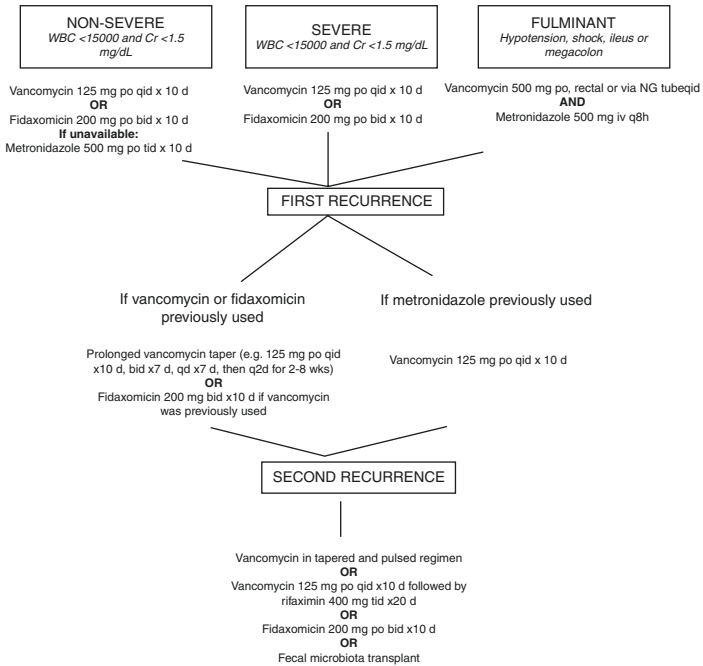 NON-SEVERE
WBC <15000 and Cr <1.5
mg/dL
Vancomycin 125 mg po qid x 10 d
OR
Fidaxomicin 200 mg po bid x 10 d
If unavailable:
Metronidazole 500 mg po tid x 10 d
SEVERE
WBC <15000 and Cr <1.5 mg/dL
Vancomycin 125 mg po qid x 10 d
OR
Fidaxomicin 200 mg po bid x 10 d
FULMINANT
Hypotension, shock, ileus or
megacolon
Vancomycin 500 mg po, rectal or via NG tubeqid
AND
Metronidazole 500 mg iv q8h
FIRST RECURRENCE
If vancomycin or fidaxomicin
previously used
Prolonged vancomycin taper (e.g. 125 mg po qid
x10 d, bid x7 d, qd x7 d, then q2d for 2-8 wks)
OR
Fidaxomicin 200 mg bid x10 d if vancomycin
was previously used
If metronidazole previously used
Vancomycin 125 mg po qid x 10 d
SECOND RECURRENCE
Vancomycin in tapered and pulsed regimen
OR
Vancomycin 125 mg po qid x10 d followed by
rifaximin 400 mg tid x20 d
OR
Fidaxomicin 200 mg po bid x10 d
OR
Fecal microbiota transplant